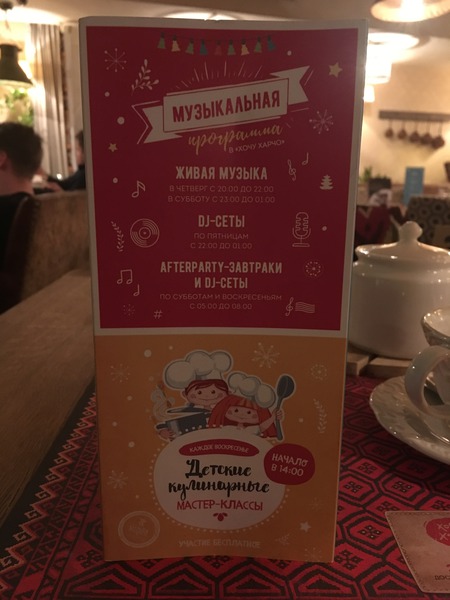 МУЗЫКАЛЬНАЯ
программа
В «ХОЧУ ХАРЧО»
ЖИВАЯ МУЗЫКА
В ЧЕТВЕРГ С 20:00 ДО 22:00
В СУББОТУ С 23:00 ДО 01:00
DJ-СЕТЫ
ПО ПЯТНИЦАМ
С 22:00 ДО 01:00
AFTERPARTY-ЗАВТРАКИ
И DJ-СЕТЫ
ПО СУББОТАМ И ВОСКРЕСЕНЬЯМ
С 05:00 ДО 08:00
#
КАЖДОЕ ВОСКРЕСЕНЬЕ
НАЧАЛО
В 14:00
Детские
кулинарные
МАСТЕР-КЛАССЫ
УЧАСТИЕ БЕСПЛАТНОЕ